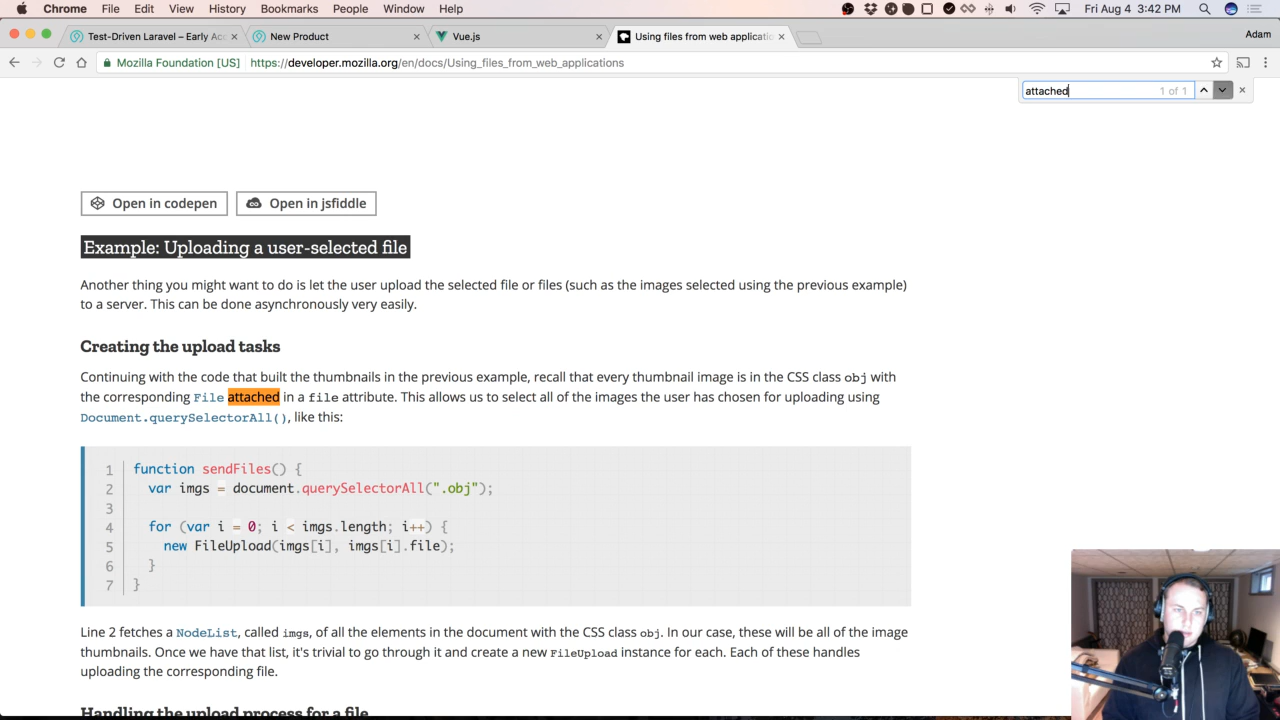 Chrome File Edit View History Bookmarks People Window Help Fri Aug 4 3:42 PM
Test-Driven Laravel – Early Acc New Product Vue.js Using files from web applicatio Adam
Mozilla Foundation [US] https://developer.mozilla.org/en/docs/Using_files_from_web_applications
attached 1 of 1
Open in codepen Open in jsfiddle
Example: Uploading a user-selected file
Another thing you might want to do is let the user upload the selected file or files (such as the images selected using the previous example)
to a server. This can be done asynchronously very easily.
Creating the upload tasks
Continuing with the code that built the thumbnails in the previous example, recall that every thumbnail image is in the CSS class obj with
the corresponding File attached in a file attribute. This allows us to select all of the images the user has chosen for uploading using
Document.querySelectorAll(), like this:
1 function sendFiles() {
2 var imgs = document.querySelectorAll(".obj");
3
4 for (var i = 0; i < imgs.length; i++) {
5 new FileUpload(imgs[i], imgs[i].file);
6 }
7 }
Line 2 fetches a NodeList, called imgs, of all the elements in the document with the CSS class obj. In our case, these will be all of the image
thumbnails. Once we have that list, it's trivial to go through it and create a new FileUpload instance for each. Each of these handles
uploading the corresponding file.
Handling the upload process for a file